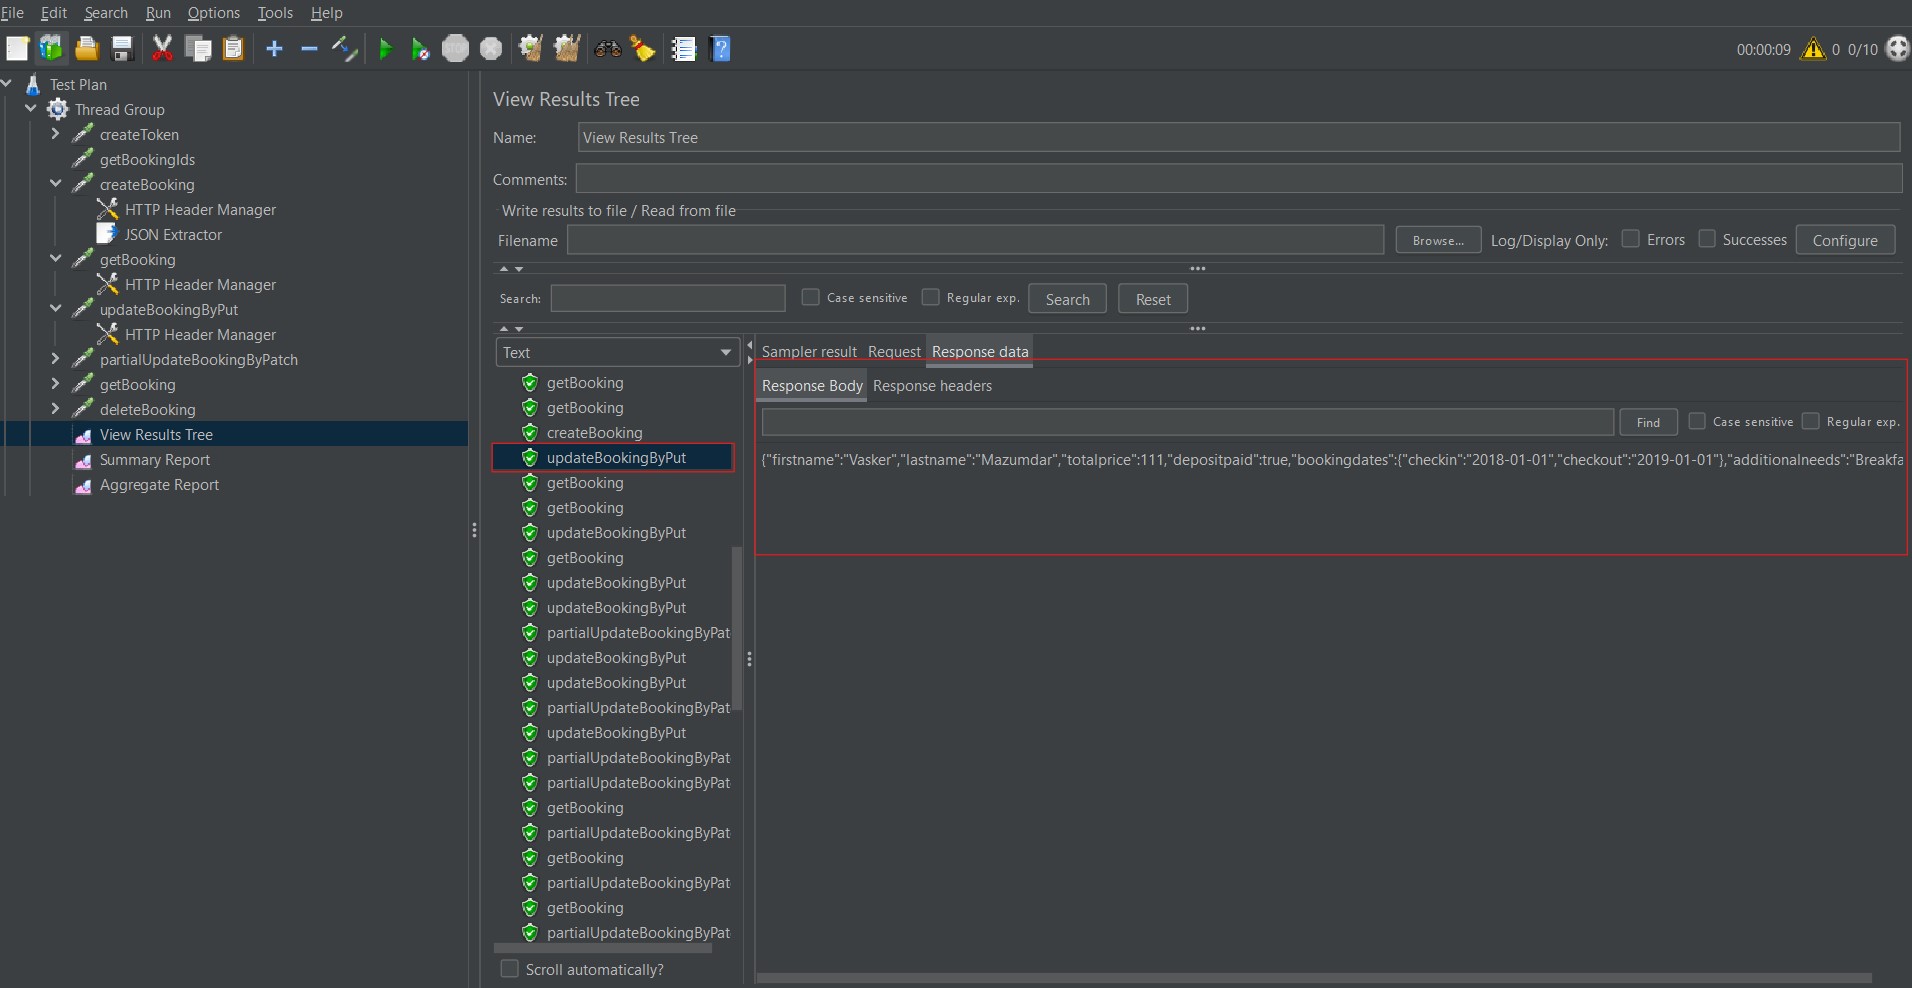 File Edit Search Run Options Tools Help
STOP 00:00:09 0 0/10
Test Plan
Thread Group
createToken
getBookingIds
createBooking
HTTP Header Manager
JSON Extractor
getBooking
HTTP Header Manager
updateBookingByPut
HTTP Header Manager
partialUpdateBookingByPatch
getBooking
deleteBooking
View Results Tree
Summary Report
Aggregate Report
View Results Tree
Name: View Results Tree
Comments:
Write results to file / Read from file
Filename Browse... Log/Display Only: Errors Successes Configure
Search: Case sensitive Regular exp. Search Reset
Text
getBooking
getBooking
createBooking
updateBookingByPut
getBooking
getBooking
updateBookingByPut
getBooking
updateBookingByPut
updateBookingByPut
partialUpdateBookingByPat
updateBookingByPut
updateBookingByPut
partialUpdateBookingByPat
updateBookingByPut
partialUpdateBookingByPat
partialUpdateBookingByPat
getBooking
partialUpdateBookingByPat
getBooking
partialUpdateBookingByPat
getBooking
partialUpdateBookingByPat
Scroll automatically?
Sampler result Request Response data
Response Body Response headers
Find Case sensitive Regular exp.
{"firstname":"Vasker","lastname":"Mazumdar","totalprice":111,"depositpaid":true,"bookingdates":{"checkin":"2018-01-01","checkout":"2019-01-01"},"additionalneeds":"Breakfa